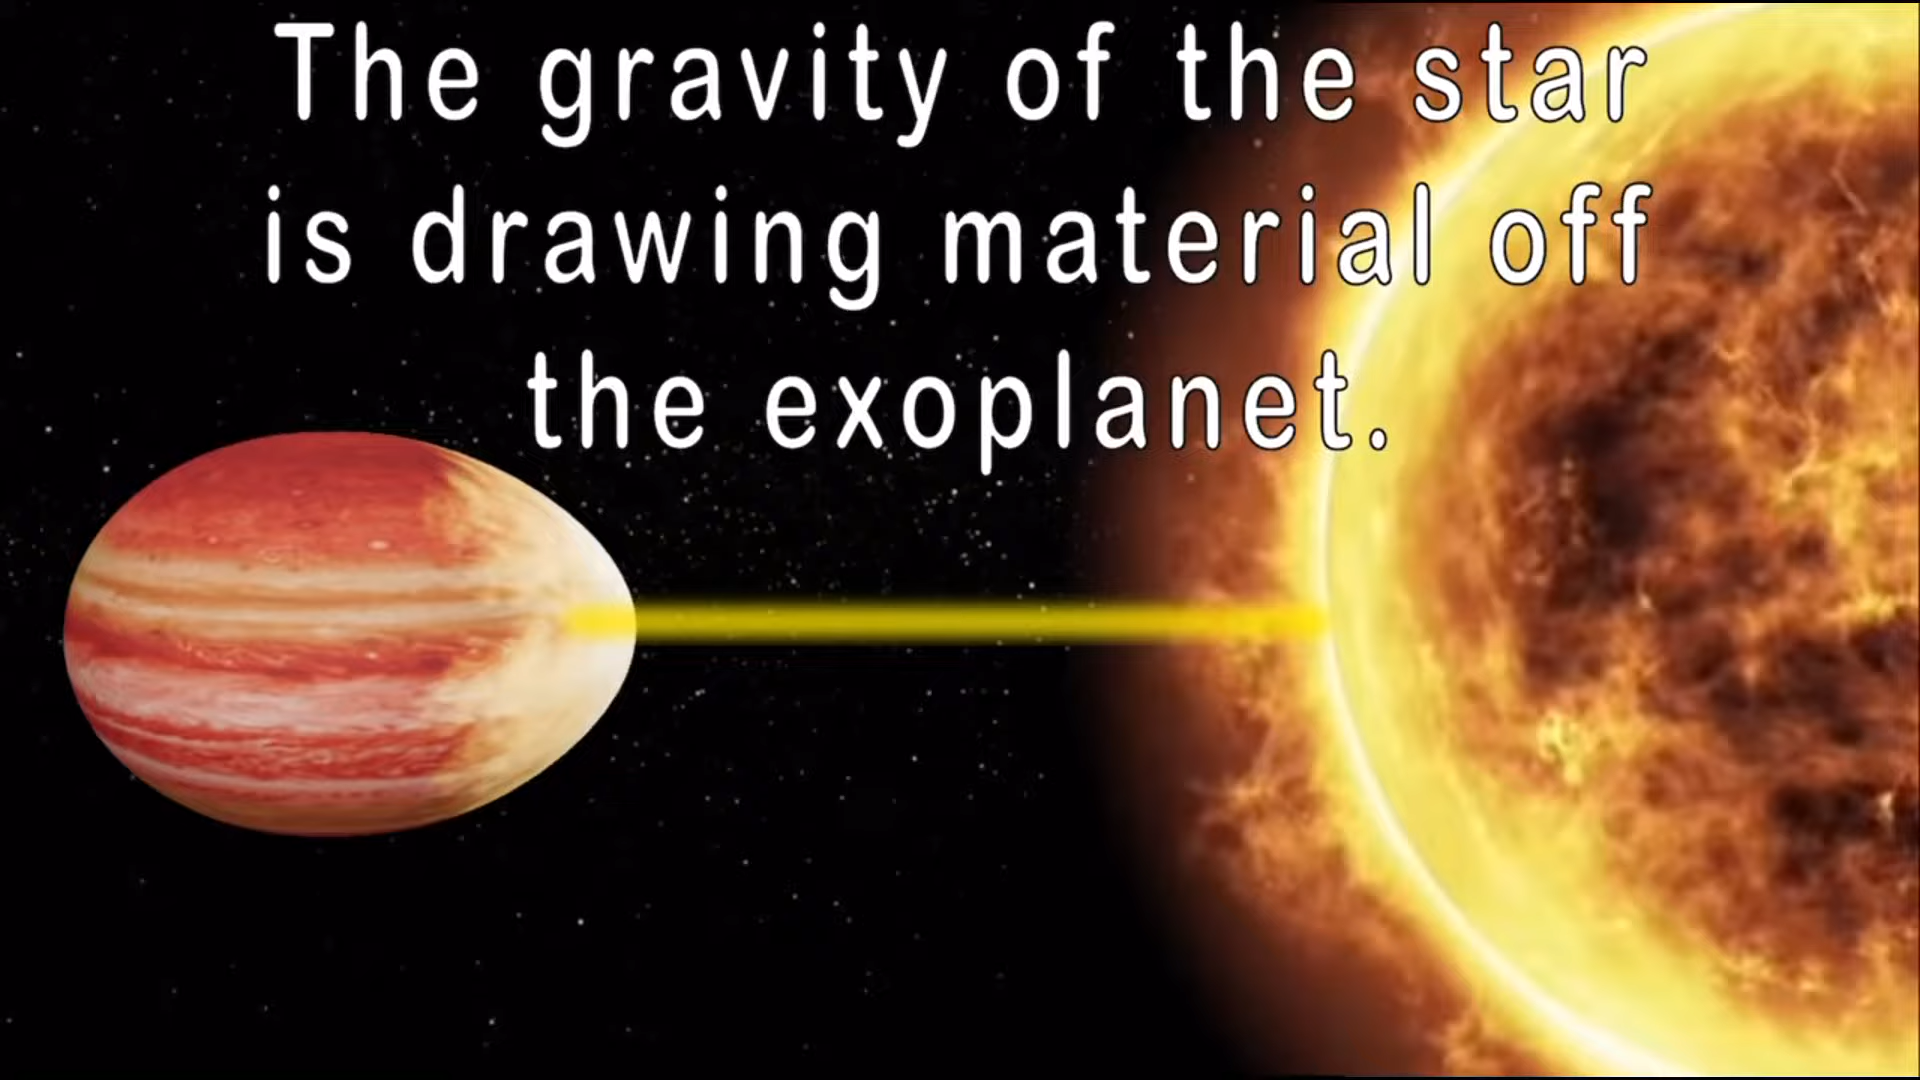 The gravity of the star
is drawing material off
the exoplanet.